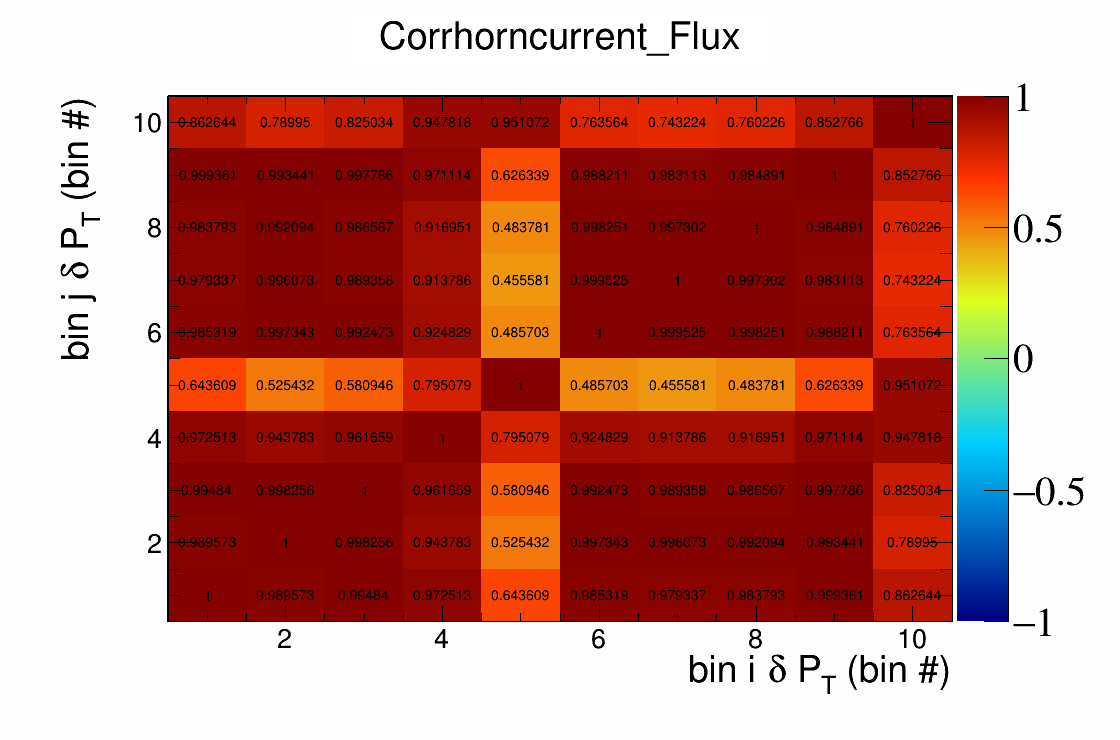 Corrhorncurrent_Flux
bin j δ P_T (bin #)
10 0.862644 0.78995 0.825034 0.947818 0.951072 0.763564 0.743224 0.760226 0.852766 1
0.999361 0.993441 0.997786 0.971114 0.626339 0.988211 0.983113 0.984891 1 0.852766
8 0.983793 0.992094 0.986567 0.916951 0.483781 0.998251 0.997302 1 0.984891 0.760226
0.979337 0.996073 0.989358 0.913786 0.455581 0.999525 1 0.997302 0.983113 0.743224
6 0.985319 0.997343 0.992473 0.924829 0.485703 1 0.999525 0.998251 0.988211 0.763564
0.643609 0.525432 0.580946 0.795079 1 0.485703 0.455581 0.483781 0.626339 0.951072
4 0.972513 0.943783 0.961659 1 0.795079 0.924829 0.913786 0.916951 0.971114 0.947818
0.99484 0.998256 1 0.961659 0.580946 0.992473 0.989358 0.986567 0.997786 0.825034
2 0.989573 1 0.998256 0.943783 0.525432 0.997343 0.996073 0.992094 0.993441 0.78995
1 0.989573 0.99484 0.972513 0.643609 0.985319 0.979337 0.983793 0.999361 0.862644
2 4 6 8 10
bin i δ P_T (bin #)
1
0.5
0
−0.5
−1